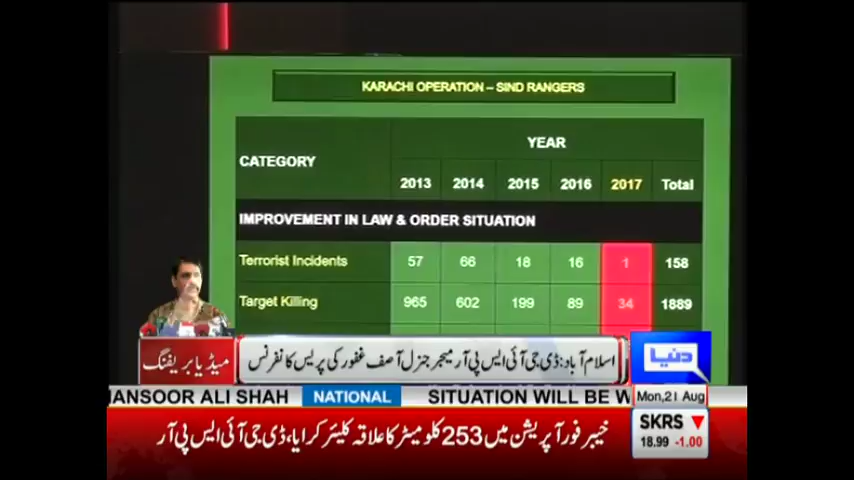 KARACHI OPERATION – SIND RANGERS
CATEGORY
YEAR
2013 2014 2015 2016 2017 Total
IMPROVEMENT IN LAW & ORDER SITUATION
Terrorist Incidents 57 66 18 16 1 158
Target Killing 965 602 199 89 34 1889
میڈیا بریفنگ
اسلام آباد: ڈی جی آئی ایس پی آر میجر جنرل آصف غفور کی پریس کانفرنس
دنیا
MANSOOR ALI SHAH NATIONAL SITUATION WILL BE W
Mon,21 Aug
خیبر فور آپریشن میں 253 کلومیٹر کا علاقہ کلیئر کرایا، ڈی جی آئی ایس پی آر
SKRS
18.99 -1.00